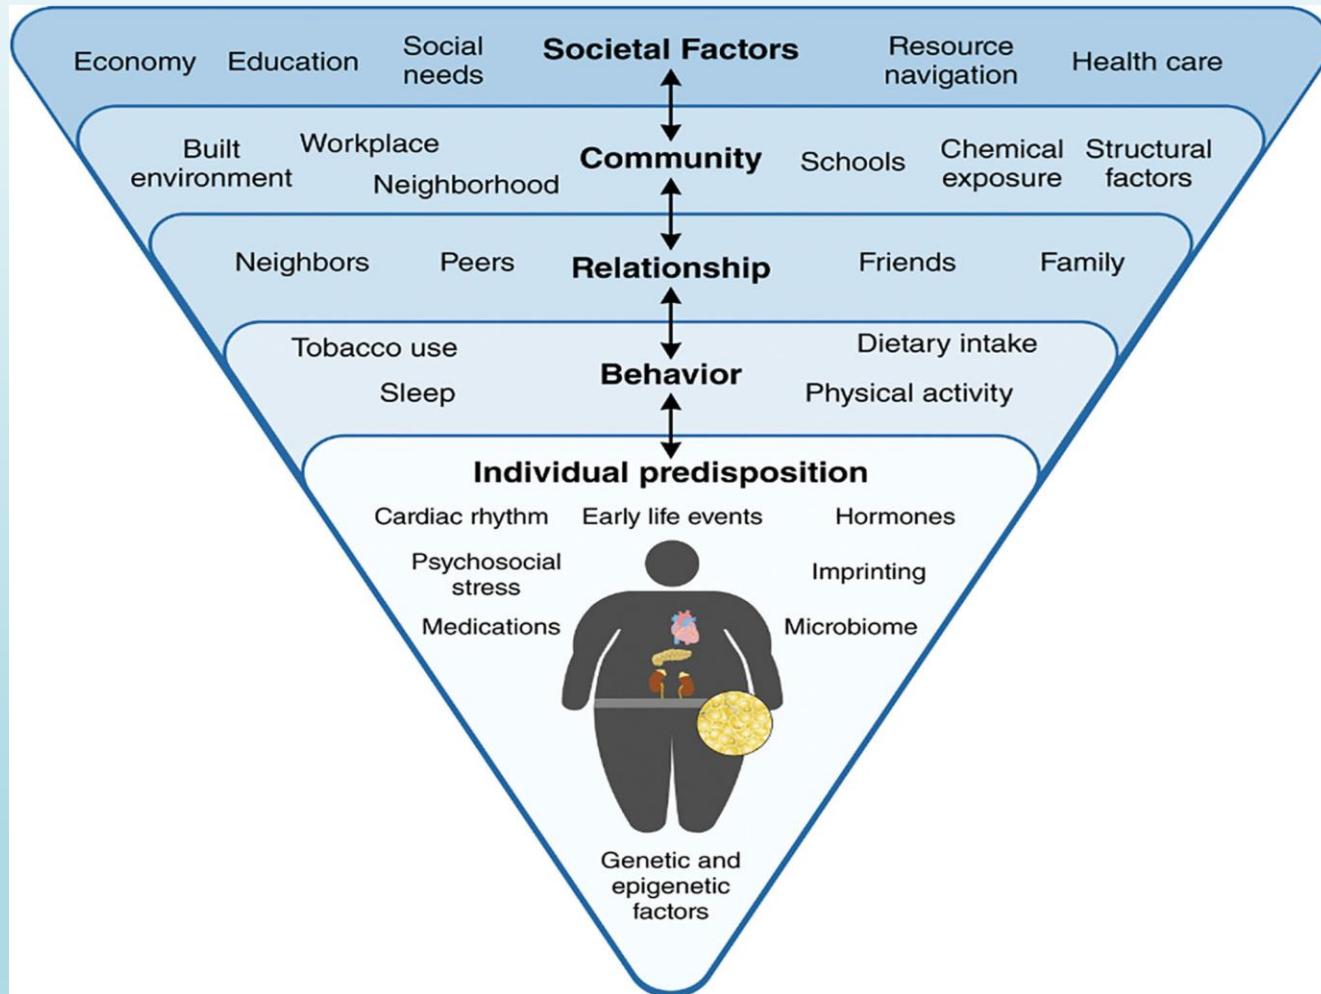 Economy Education Social needs Societal Factors Resource navigation Health care
Built environment Workplace Neighborhood Community Schools Chemical exposure Structural factors
Neighbors Peers Relationship Friends Family
Tobacco use Dietary intake
Behavior
Sleep Physical activity
Individual predisposition
Cardiac rhythm Early life events Hormones
Psychosocial stress Imprinting
Medications Microbiome
Genetic and
epigenetic
factors